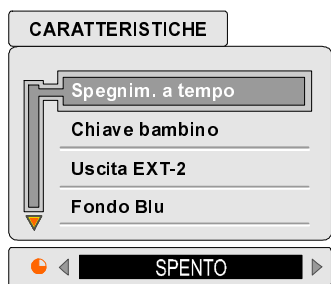 CARATTERISTICHE
Spegnim. a tempo
Chiave bambino
Uscita EXT-2
Fondo Blu
SPENTO